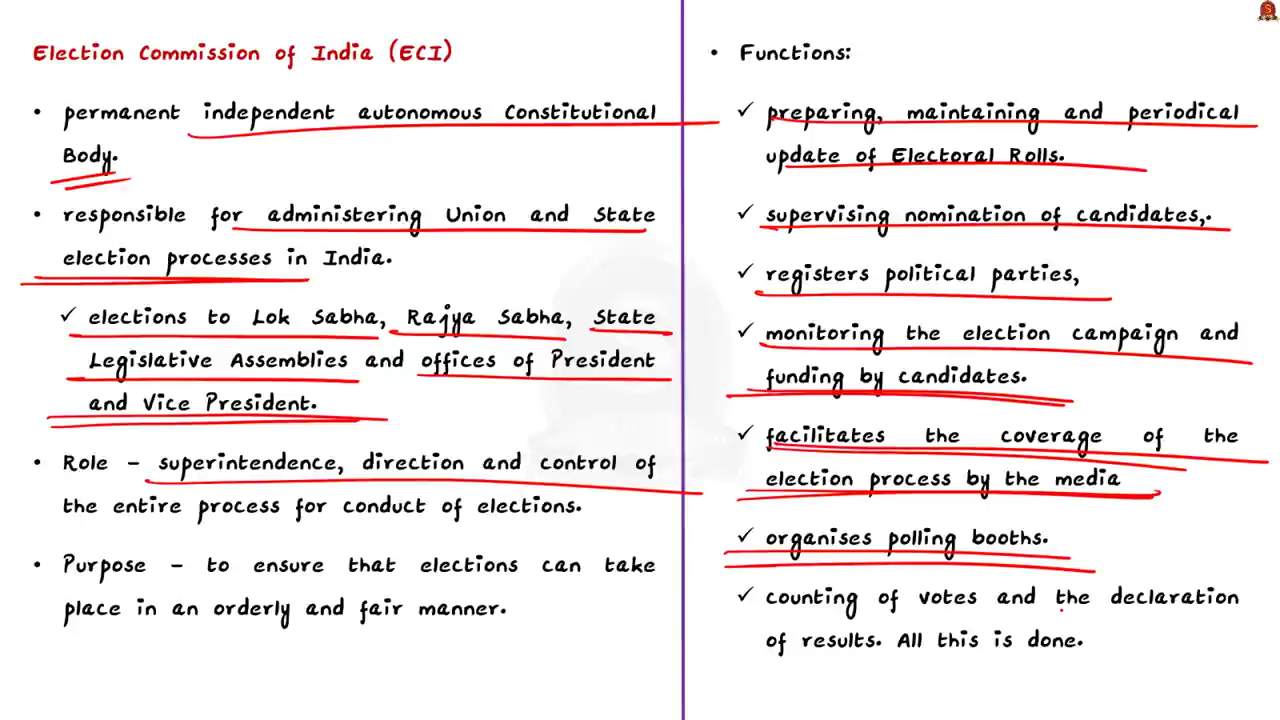 Election Commission of India (ECI)
• permanent independent autonomous Constitutional
Body.
• responsible for administering Union and State
election processes in India.
✓ elections to Lok Sabha, Rajya Sabha, State
Legislative Assemblies and offices of President
and Vice President.
• Role – superintendence, direction and control of
the entire process for conduct of elections.
• Purpose – to ensure that elections can take
place in an orderly and fair manner.
• Functions:
✓ preparing, maintaining and periodical
update of Electoral Rolls.
✓ supervising nomination of candidates,.
✓ registers political parties,
✓ monitoring the election campaign and
funding by candidates.
✓ facilitates the coverage of the
election process by the media
✓ organises polling booths.
✓ counting of votes and the declaration
of results. All this is done.